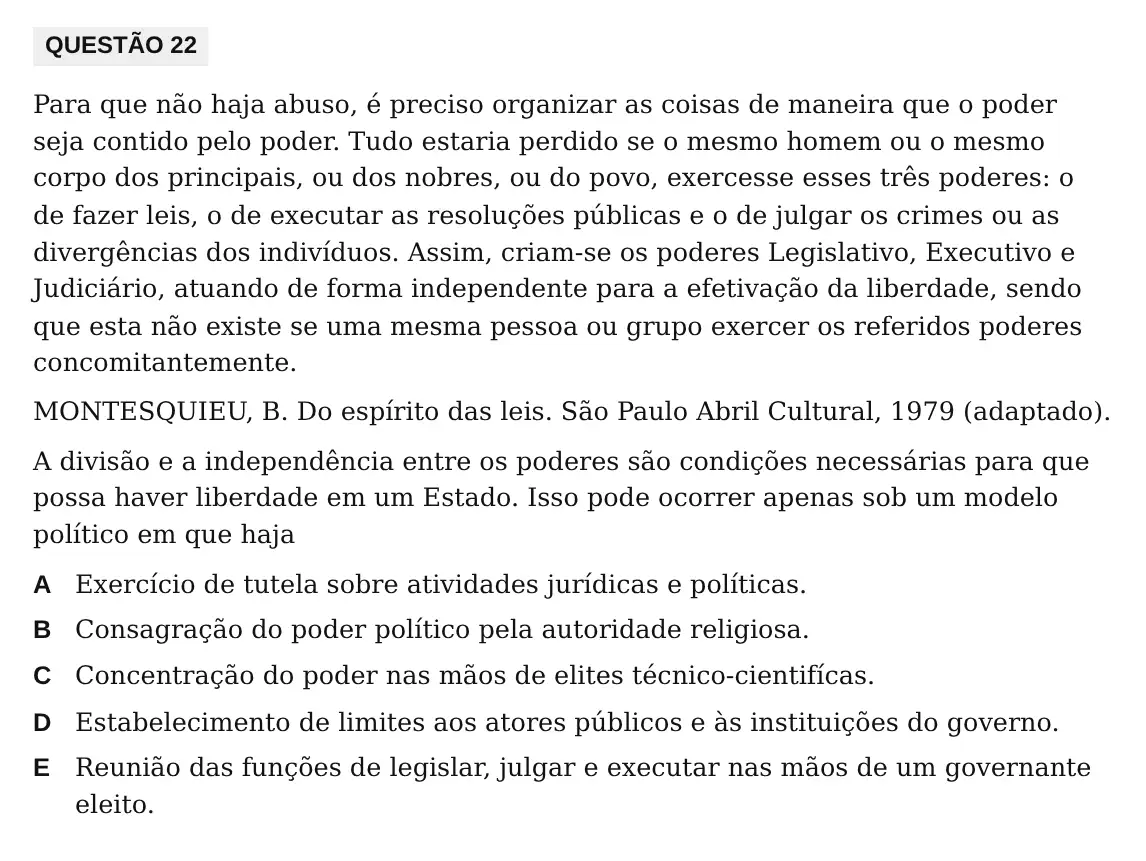 QUESTÃO 22
Para que não haja abuso, é preciso organizar as coisas de maneira que o poder
seja contido pelo poder. Tudo estaria perdido se o mesmo homem ou o mesmo
corpo dos principais, ou dos nobres, ou do povo, exercesse esses três poderes: o
de fazer leis, o de executar as resoluções públicas e o de julgar os crimes ou as
divergências dos indivíduos. Assim, criam-se os poderes Legislativo, Executivo e
Judiciário, atuando de forma independente para a efetivação da liberdade, sendo
que esta não existe se uma mesma pessoa ou grupo exercer os referidos poderes
concomitantemente.
MONTESQUIEU, B. Do espírito das leis. São Paulo Abril Cultural, 1979 (adaptado).
A divisão e a independência entre os poderes são condições necessárias para que
possa haver liberdade em um Estado. Isso pode ocorrer apenas sob um modelo
político em que haja
A Exercício de tutela sobre atividades jurídicas e políticas.
B Consagração do poder político pela autoridade religiosa.
C Concentração do poder nas mãos de elites técnico-cientifícas.
D Estabelecimento de limites aos atores públicos e às instituições do governo.
E Reunião das funções de legislar, julgar e executar nas mãos de um governante
eleito.